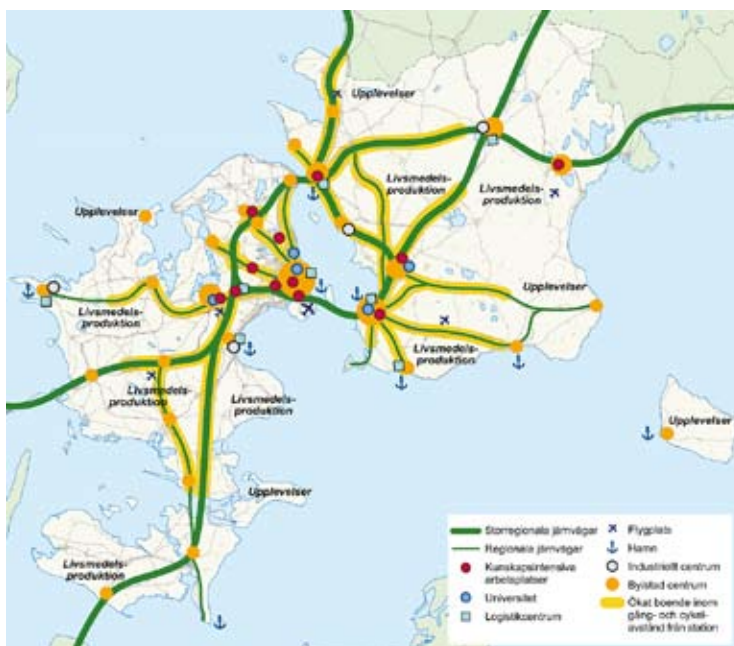 Upplevelser
Livsmedels-
produktion
Livsmedels-
produktion
Upplevelser
Upplevelser
Livsmedels-
produktion
Livsmedels-
produktion
Livsmedels-
produktion
Livsmedels-
produktion
Upplevelser
Upplevelser
Livsmedels-
produktion
Storregionala järnvägar
Regionala järnvägar
Kunskapsintensiva
arbetsplatser
Universitet
Logistikcentrum
Flygplats
Hamn
Industriellt centrum
By/stad centrum
Ökat boende inom
gång- och cykel-
avstånd från station